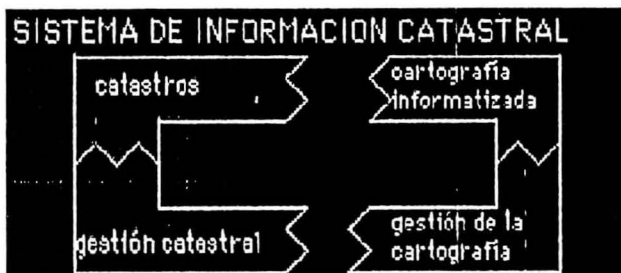 SISTEMA DE INFORMACION CATASTRAL
catastros
cartografía
informatizada
gestión catastral
gestión de la
cartografía